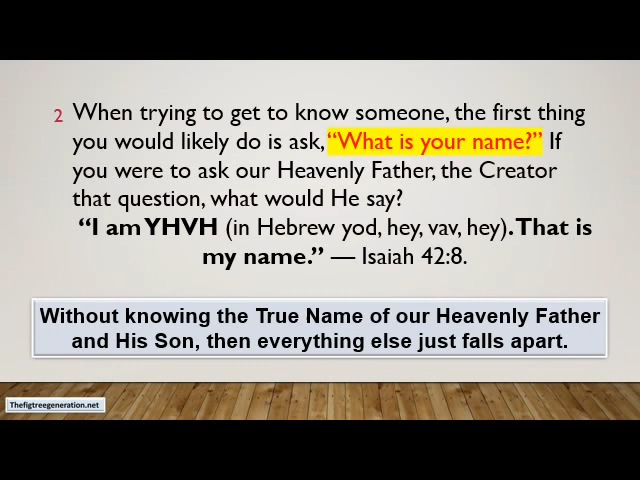 2 When trying to get to know someone, the first thing
you would likely do is ask, “What is your name?” If
you were to ask our Heavenly Father, the Creator
that question, what would He say?
“I am YHVH (in Hebrew yod, hey, vav, hey). That is
my name.” — Isaiah 42:8.
Without knowing the True Name of our Heavenly Father
and His Son, then everything else just falls apart.
Thefigtreegeneration.net